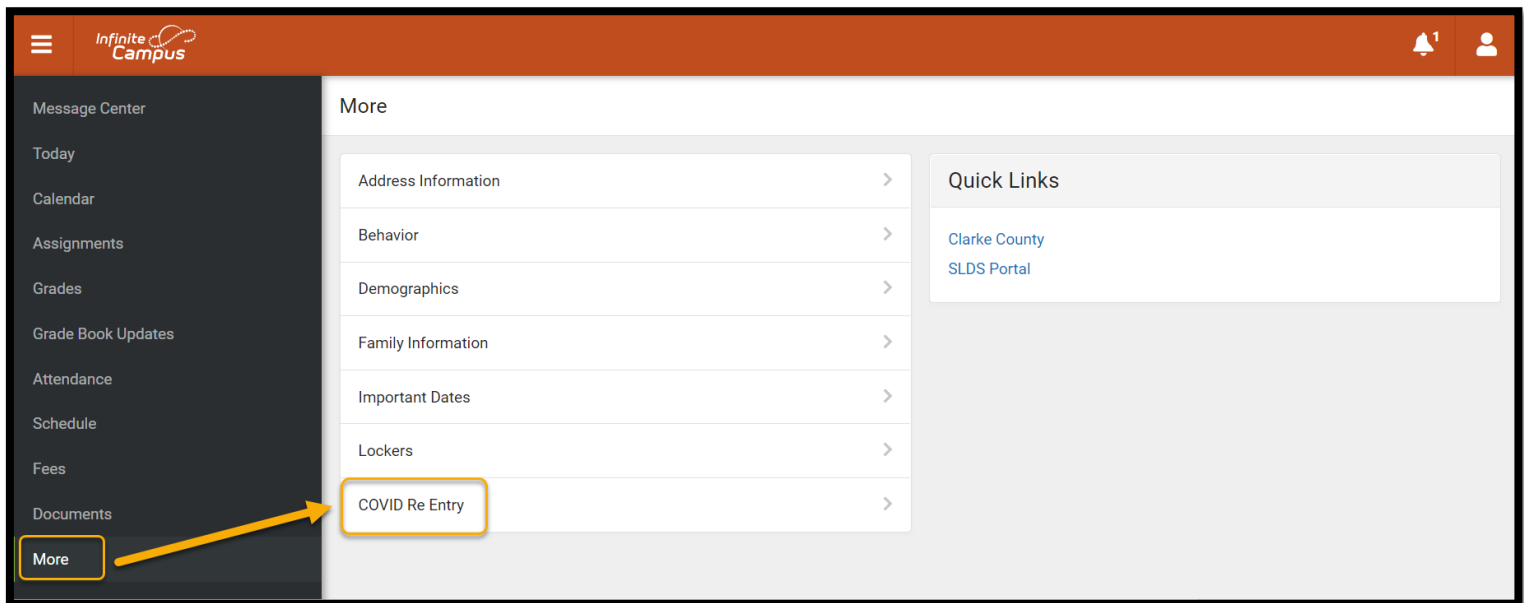 Infinite
Campus
1
Message Center
Today
Calendar
Assignments
Grades
Grade Book Updates
Attendance
Schedule
Fees
Documents
More
More
Address Information
Behavior
Demographics
Family Information
Important Dates
Lockers
COVID Re Entry
Quick Links
Clarke County
SLDS Portal